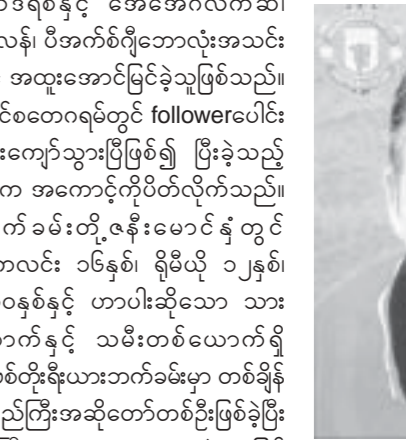 ဒ်ရစ်နှင့် အေအေဂလက်ဆီ၊
လန်၊ ပီအက်စ်ဂျီဘောလုံးအသင်း
အထူးအောင်မြင်ခဲ့သူဖြစ်သည်။
င်စတေဂရမ်တွင် followerပေါင်း
းကျော်သွားပြီဖြစ်၍ ပြီးခဲ့သည့်
က အကောင့်ကိုပိတ်လိုက်သည်။
က်ခမ်းတို့ဇနီးမောင်နှံတွင်
ကလင်း ၁၆နှစ်၊ ရိုမီယို ၁၂နှစ်၊
ဝနှစ်နှင့် ဟာပါးဆိုသော သား
ာက်နှင့် သမီးတစ်ယောက်ရှိ
စ်တိုးရီးယားဘက်ခမ်းမှာ တစ်ချိန်
ည်ကြီးအဆိုတော်တစ်ဦးဖြစ်ခဲ့ပြီး